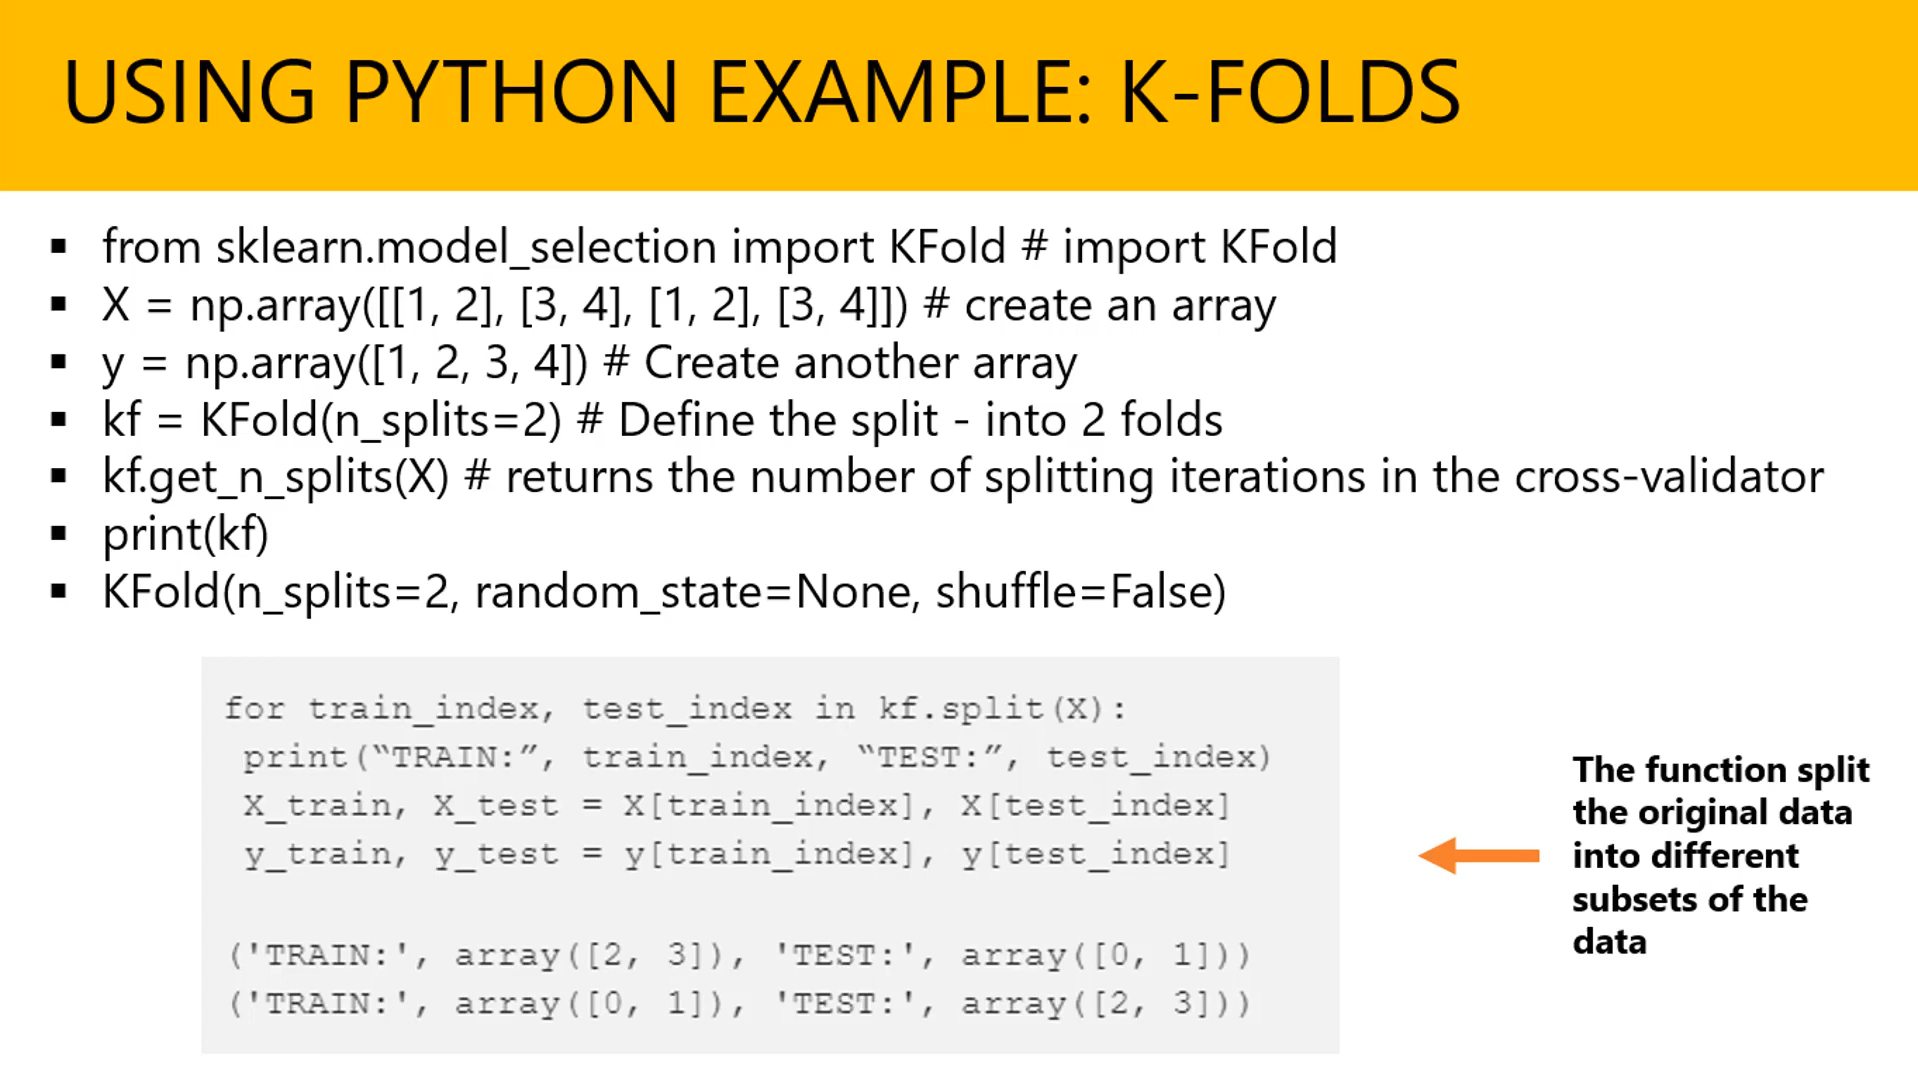 USING PYTHON EXAMPLE: K-FOLDS
▪ from sklearn.model_selection import KFold # import KFold
▪ X = np.array([[1, 2], [3, 4], [1, 2], [3, 4]]) # create an array
▪ y = np.array([1, 2, 3, 4]) # Create another array
▪ kf = KFold(n_splits=2) # Define the split - into 2 folds
▪ kf.get_n_splits(X) # returns the number of splitting iterations in the cross-validator
▪ print(kf)
▪ KFold(n_splits=2, random_state=None, shuffle=False)
for train_index, test_index in kf.split(X):
print(“TRAIN:”, train_index, “TEST:”, test_index)
X_train, X_test = X[train_index], X[test_index]
y_train, y_test = y[train_index], y[test_index]
('TRAIN:', array([2, 3]), 'TEST:', array([0, 1]))
('TRAIN:', array([0, 1]), 'TEST:', array([2, 3]))
The function split
the original data
into different
subsets of the
data